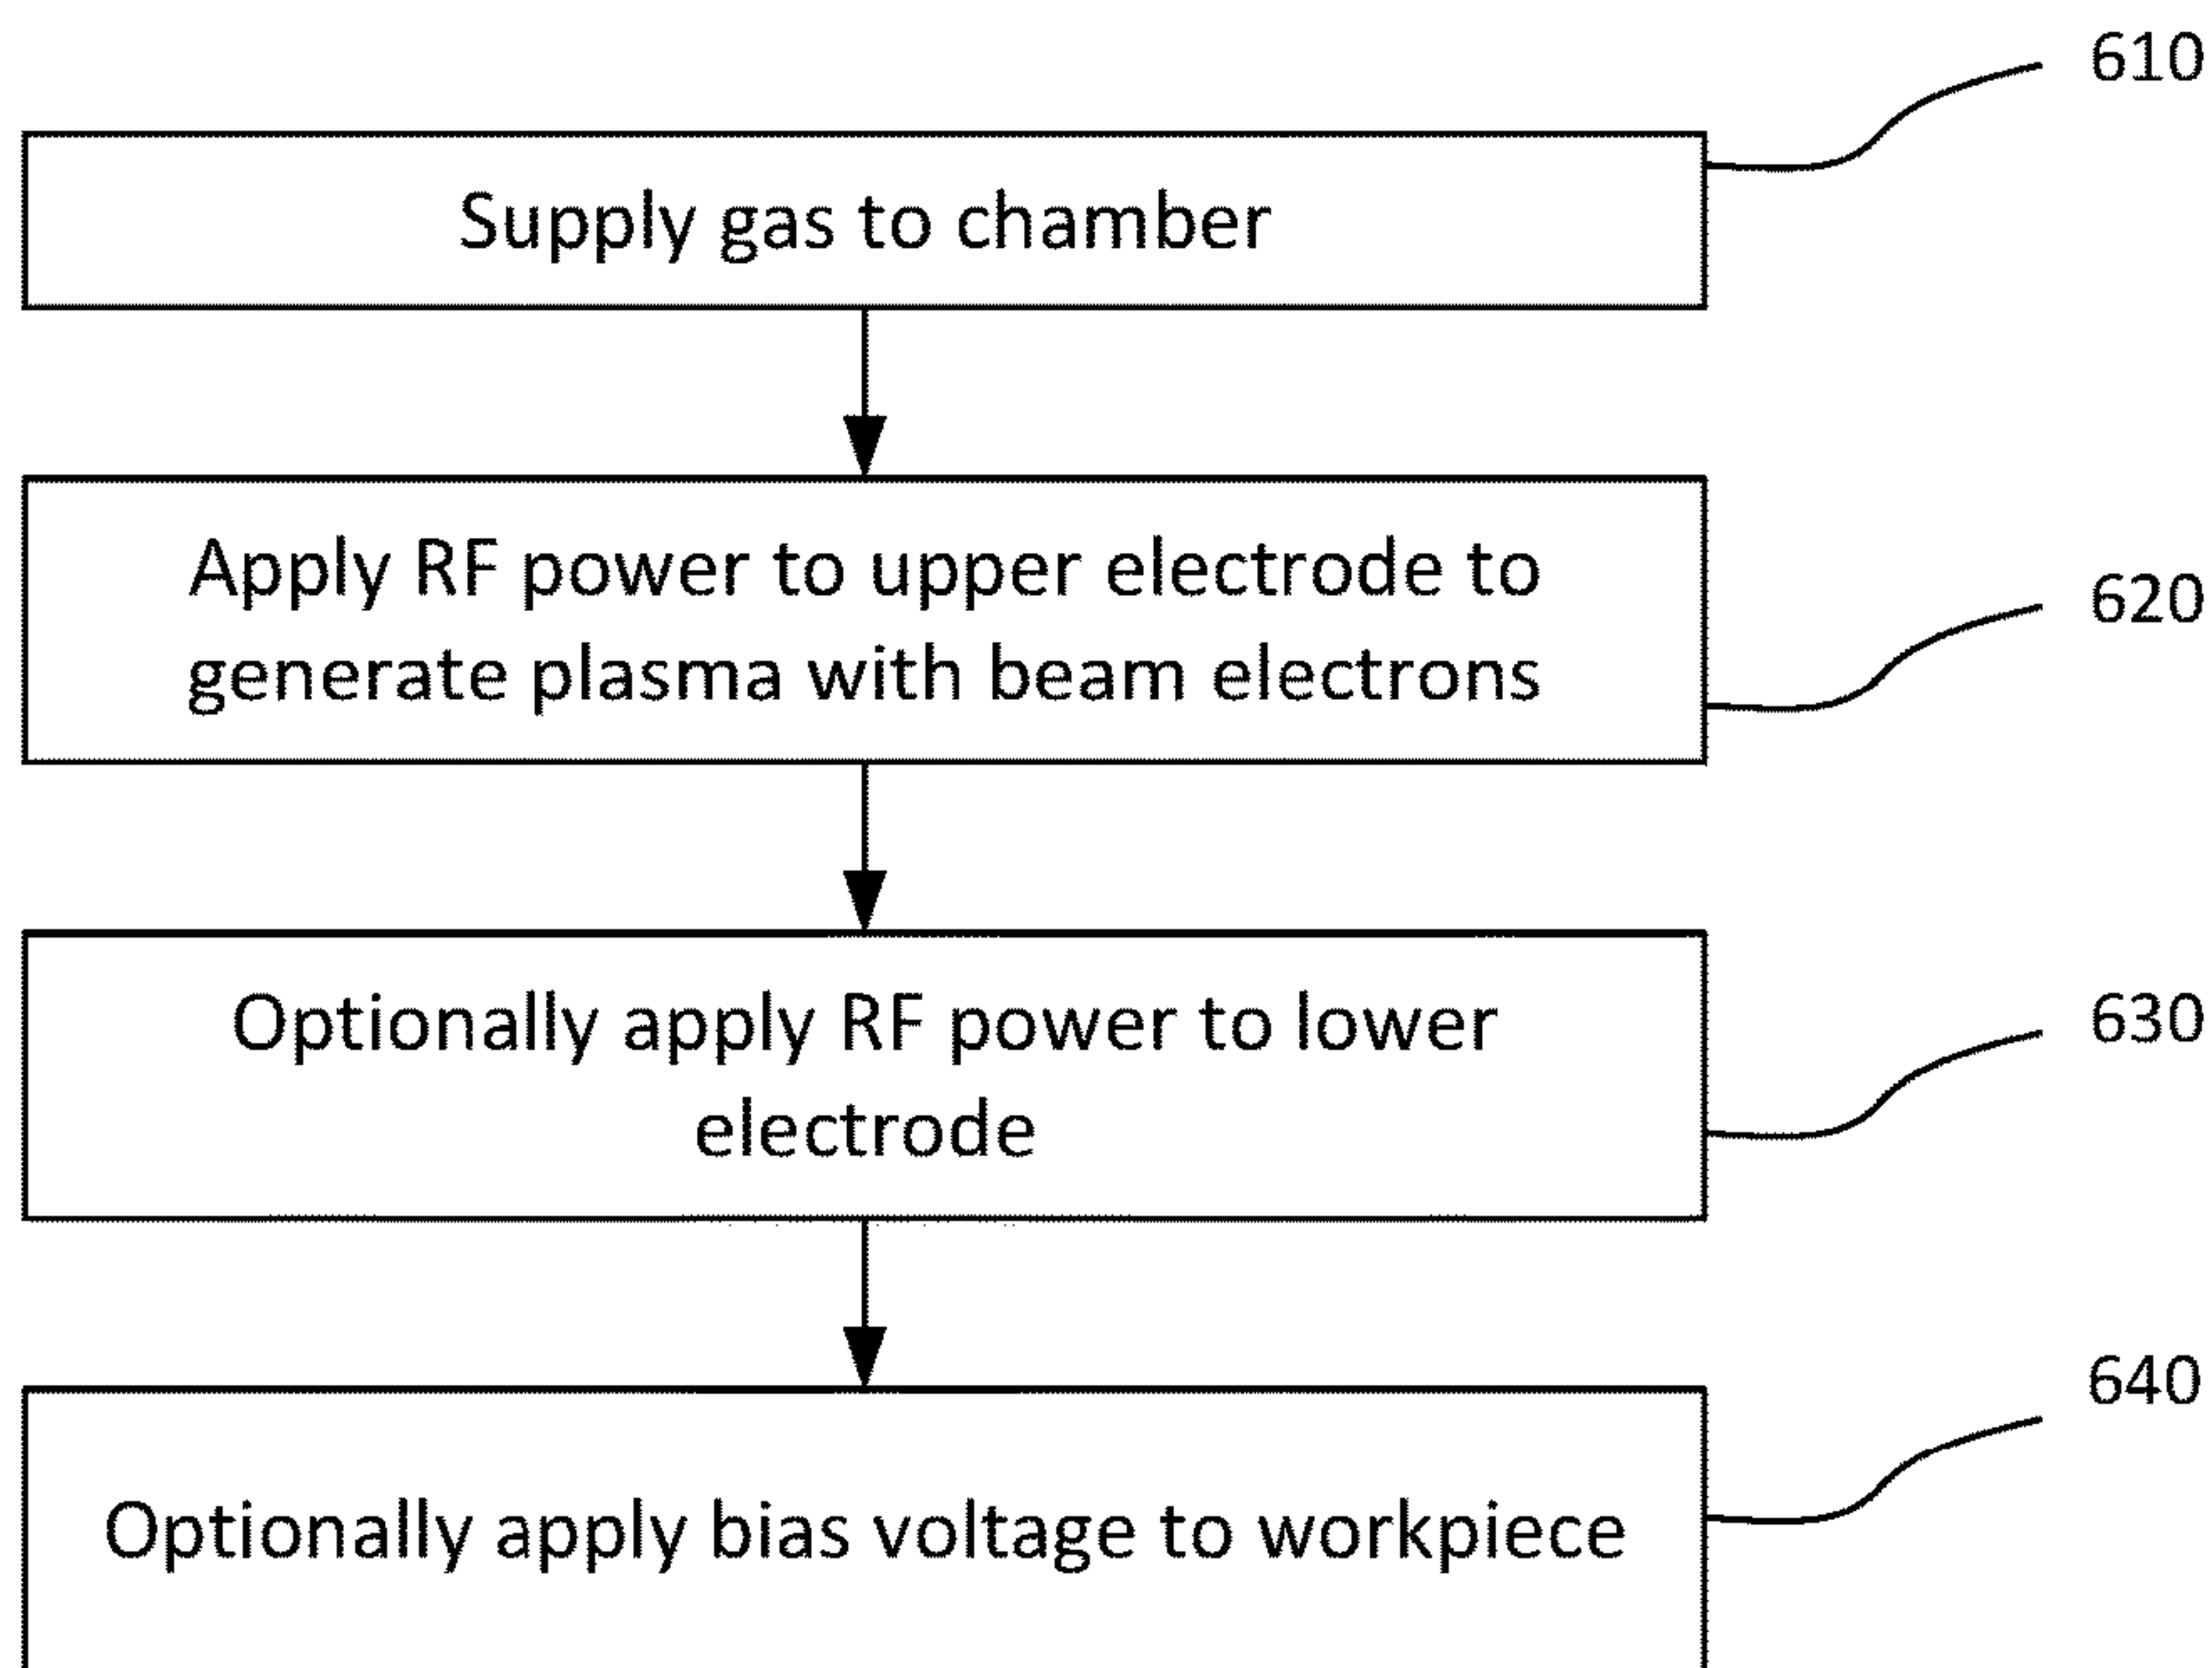 610
Supply gas to chamber
Apply RF power to upper electrode to
generate plasma with beam electrons
620
Optionally apply RF power to lower
electrode
630
640
Optionally apply bias voltage to workpiece